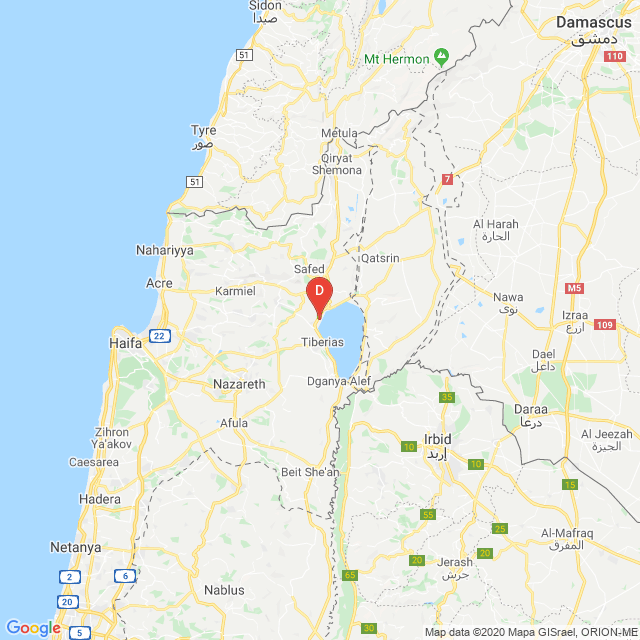 Sidon
صيدا
Damascus
دمشق
51
110
Mt Hermon
Tyre
صور
Metula
Qiryat
Shemona
7
51
Al Harah
الحارة
Nahariyya
Qatsrin
Safed
Acre
Karmiel
D
M5
Nawa
نوى
Izraa
ازرع
109
22
Haifa
Tiberias
Dael
داعل
Nazareth
Dganya Alef
35
Daraa
درعا
Afula
Zihron
Ya'akov
10
Irbid
إربد
Al Jeezah
الجيزة
Caesarea
10
Beit She'an
15
Hadera
55
25
Al-Mafraq
المفرق
Netanya
20
20
Jerash
جرش
2
6
65
Nablus
20
5
30
Google
Map data ©2020 Mapa GISrael, ORION-ME